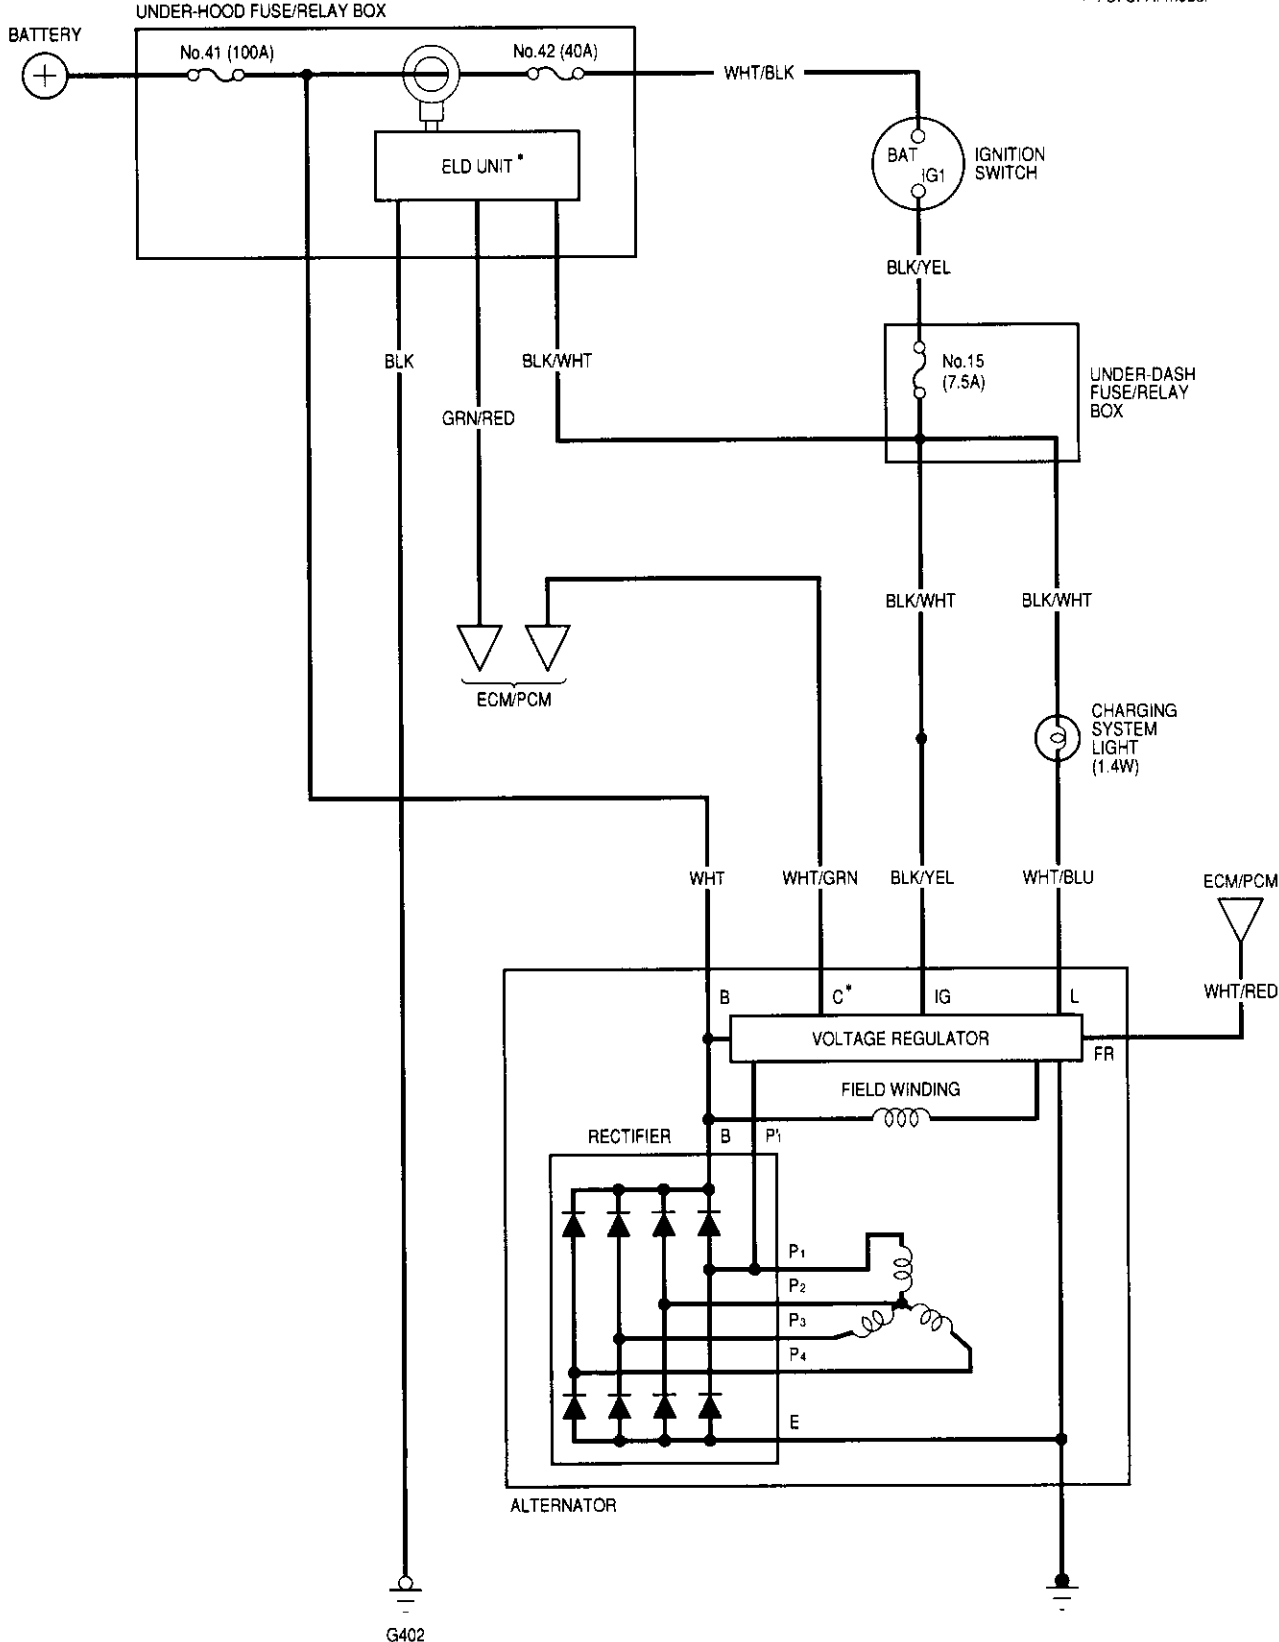 UNDER-HOOD FUSE/RELAY BOX
BATTERY
No.41 (100A)
No.42 (40A)
WHT/BLK
ELD UNIT*
BAT
IG1
IGNITION
SWITCH
BLK/YEL
BLK
BLK/WHT
GRN/RED
No.15
(7.5A)
UNDER-DASH
FUSE/RELAY
BOX
BLK/WHT
BLK/WHT
ECM/PCM
CHARGING
SYSTEM
LIGHT
(1.4W)
WHT
WHT/GRN
BLK/YEL
WHT/BLU
ECM/PCM
WHT/RED
B
C*
IG
L
VOLTAGE REGULATOR
FR
FIELD WINDING
RECTIFIER
B
P'1
P1
P2
P3
P4
E
ALTERNATOR
G402